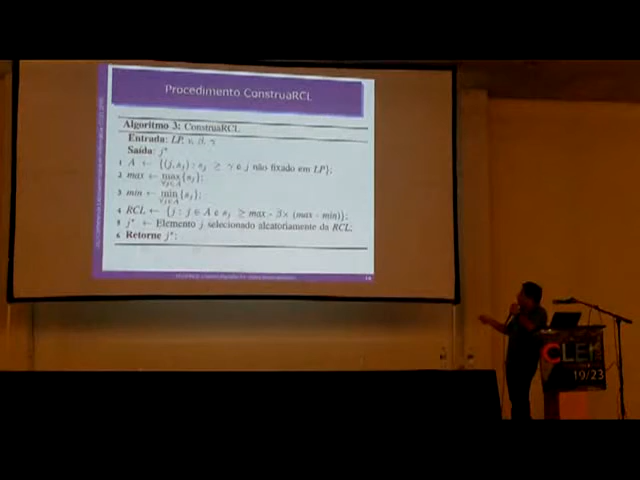 Procedimento ConstruaRCL
Algoritmo 3: ConstruaRCL
Entrada: LP, v, β, γ
Saída: j*
1 A ← {(j, sⱼ) : sⱼ ≥ γ e j não fixado em LP};
2 max ← max {sⱼ};
∀j∈A
3 min ← min {sⱼ};
∀j∈A
4 RCL ← {j : j ∈ A e sⱼ ≥ max - β× (max - min)};
5 j* ← Elemento j selecionado aleatoriamente da RCL;
6 Retorne j*;
CLEI
19/23